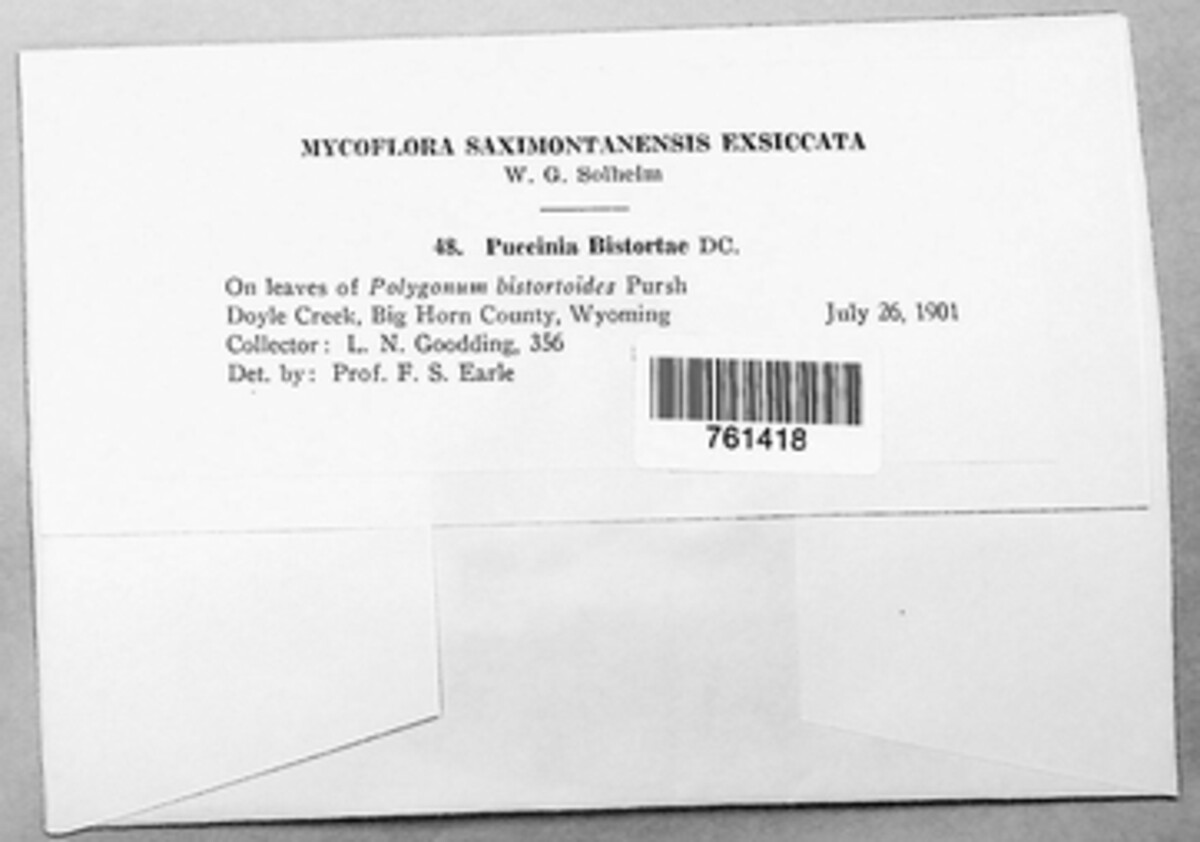 MYCOFLORA SAXIMONTANENSIS EXSICCATA
W. G. Solheim
48. Puccinia Bistortae DC.
On leaves of Polygonum bistortoides Pursh
Doyle Creek, Big Horn County, Wyoming July 26, 1901
Collector: L. N. Goodding, 356
Det. by: Prof. F. S. Earle
761418